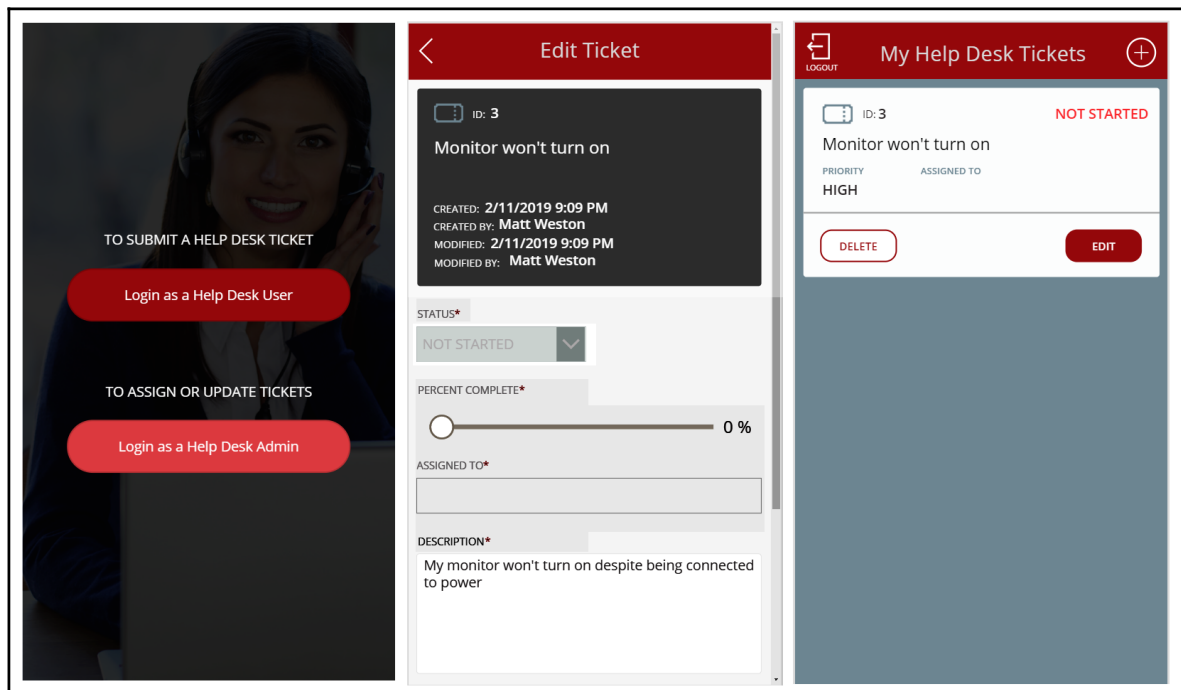 TO SUBMIT A HELP DESK TICKET
Login as a Help Desk User
TO ASSIGN OR UPDATE TICKETS
Login as a Help Desk Admin
Edit Ticket
ID: 3
Monitor won't turn on
CREATED: 2/11/2019 9:09 PM
CREATED BY: Matt Weston
MODIFIED: 2/11/2019 9:09 PM
MODIFIED BY: Matt Weston
STATUS*
NOT STARTED
PERCENT COMPLETE*
0 %
ASSIGNED TO*
DESCRIPTION*
My monitor won't turn on despite being connected
to power
LOGOUT
My Help Desk Tickets
ID: 3 NOT STARTED
Monitor won't turn on
PRIORITY ASSIGNED TO
HIGH
DELETE EDIT